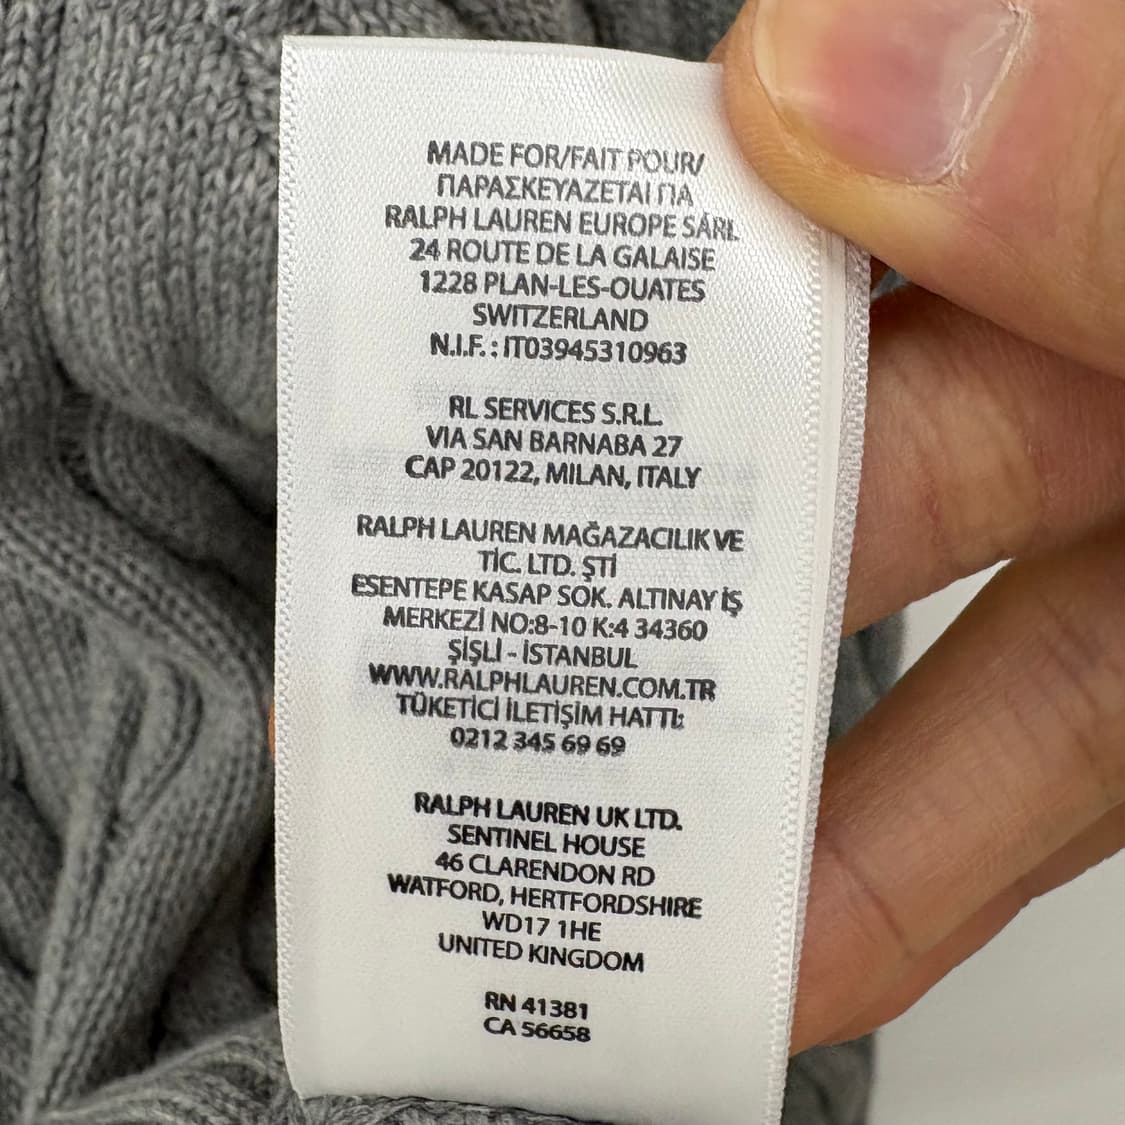 MADE FOR/FAIT POUR/
ΠΑΡΑΣΚΕΥΑΖΕΤΑΙ ΓΙΑ
RALPH LAUREN EUROPE SÁRL
24 ROUTE DE LA GALAISE
1228 PLAN-LES-OUATES
SWITZERLAND
N.I.F. : IT03945310963
RL SERVICES S.R.L.
VIA SAN BARNABA 27
CAP 20122, MILAN, ITALY
RALPH LAUREN MAĞAZACILIK VE
TİC. LTD. ŞTİ
ESENTEPE KASAP SOK. ALTINAY İŞ
MERKEZİ NO:8-10 K:4 34360
ŞİŞLİ - İSTANBUL
WWW.RALPHLAUREN.COM.TR
TÜKETİCİ İLETİŞİM HATTI:
0212 345 69 69
RALPH LAUREN UK LTD.
SENTINEL HOUSE
46 CLARENDON RD
WATFORD, HERTFORDSHIRE
WD17 1HE
UNITED KINGDOM
RN 41381
CA 56658